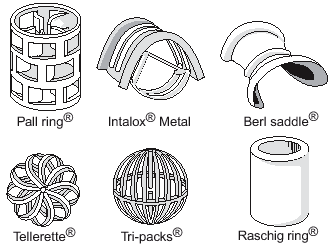 Pall ring®
Intalox® Metal
Berl saddle®
Tellerette®
Tri-packs®
Raschig ring®